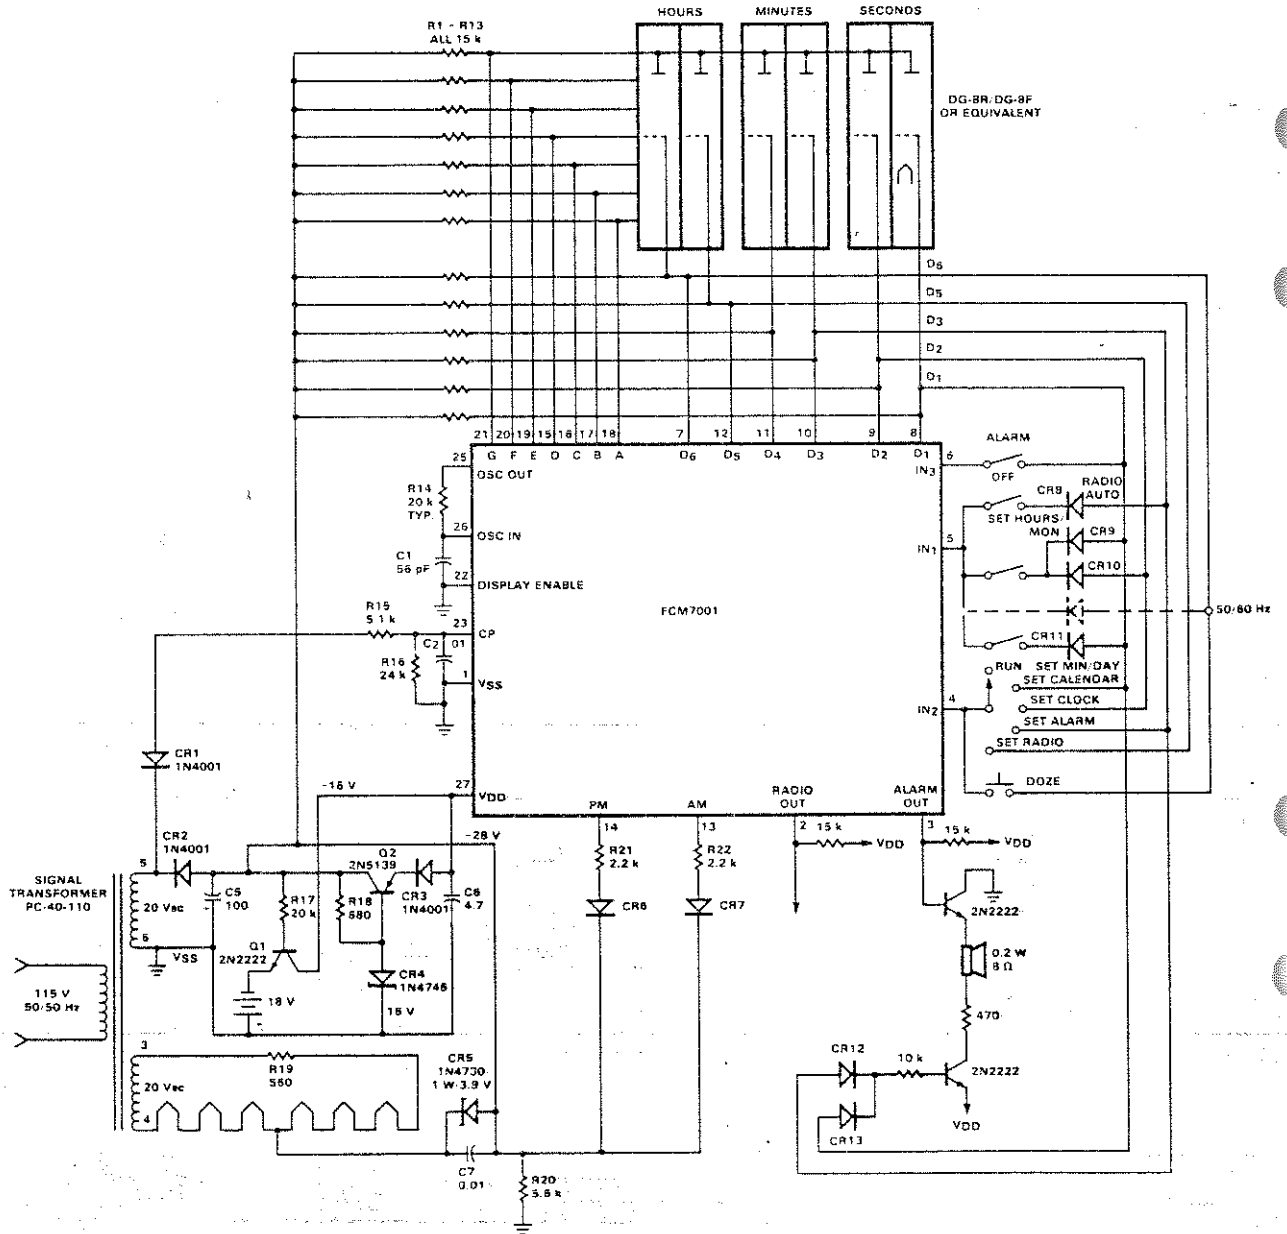 HOURS
MINUTES
SECONDS
R1 - R13
ALL 15 k
DG-8R/DG-8F
OR EQUIVALENT
D6
D5
D3
D2
D1
21 20 19 15 16 17 18 7 12 11 10 9 8
G F E D C B A D6 D5 D4 D3 D2 D1
25
OSC OUT
R14
20 k
TYP.
26
OSC IN
C1
56 pF
22
DISPLAY ENABLE
R15
5.1 k
23
CP
C2
.01
R16
24 k
1
VSS
FCM7001
6
IN3
ALARM
OFF
CR8
RADIO
AUTO
SET HOURS/
MON
CR9
5
IN1
CR10
50/60 Hz
CR11
SET MIN/DAY
RUN
SET CALENDAR
4
IN2
SET CLOCK
SET ALARM
SET RADIO
DOZE
CR1
1N4001
-16 V
27
VDD
PM
AM
RADIO
OUT
ALARM
OUT
14
13
2
3
15 k
VDD
15 k
VDD
-28 V
CR2
1N4001
Q2
2N5139
R21
2.2 k
R22
2.2 k
5
SIGNAL
TRANSFORMER
PC-40-110
20 Vac
C5
100
R17
20 k
R18
680
CR3
1N4001
C6
4.7
CR6
CR7
2N2222
6
VSS
Q1
2N2222
CR4
1N4745
0.2 W
8 Ω
115 V
50/50 Hz
18 V
16 V
470
3
R19
560
CR5
1N4730
1 W-3.9 V
CR12
10 k
2N2222
20 Vac
4
CR13
VDD
C7
0.01
R20
5.6 k